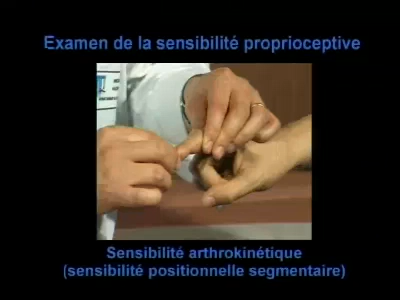 Examen de la sensibilité proprioceptive
Sensibilité arthrokinétique
(sensibilité positionnelle segmentaire)